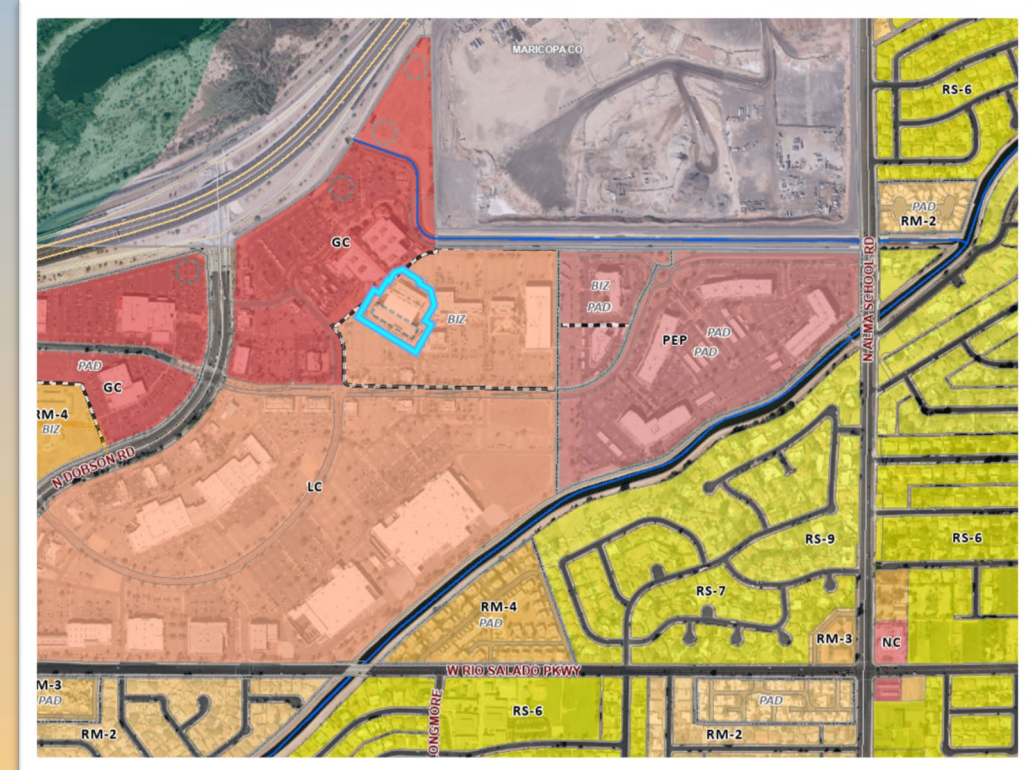 MARICOPA CO
RS-6
PAD
RM-2
GC
N ALMA SCHOOL RD
BIZ
PAD
BIZ
PEP
PAD
PAD
PAD
GC
RM-4
BIZ
N DOBSON RD
LC
RS-9
RS-6
RS-7
RM-4
PAD
RM-3
NC
W RIO SALADO PKWY
M-3
PAD
RM-2
ONGMORE
RS-6
PAD
RM-2